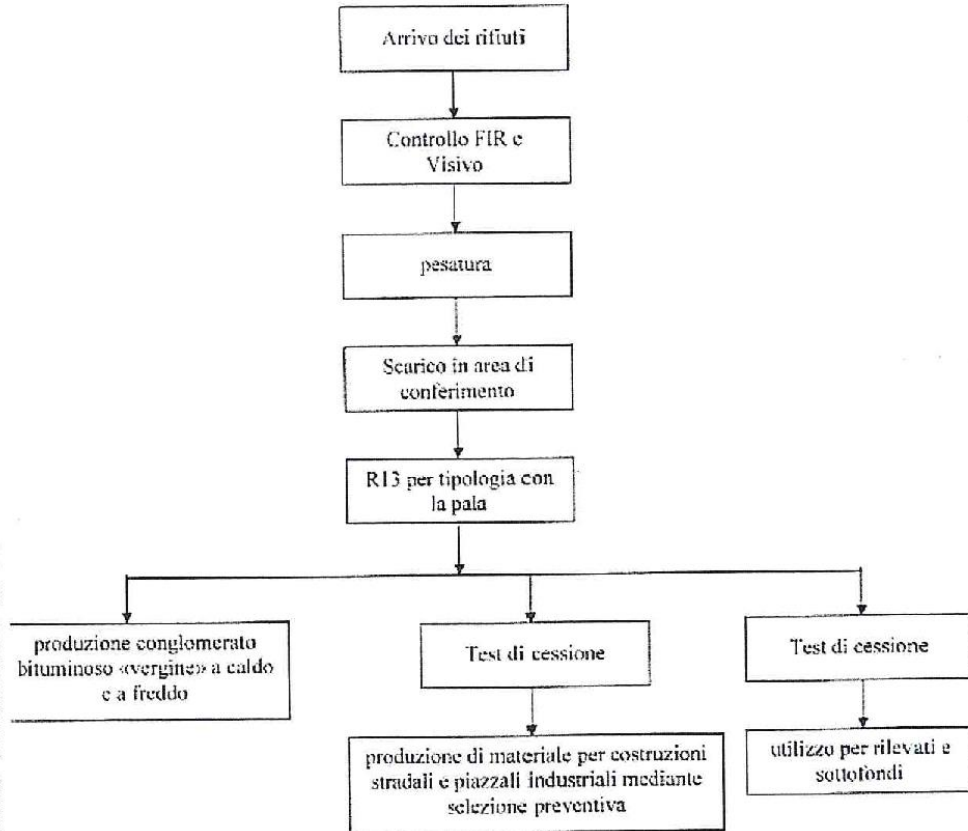 Arrivo dei rifiuti
Controllo FIR e
Visivo
pesatura
Scarico in area di
conferimento
R13 per tipologia con
la pala
produzione conglomerato
bituminoso «vergine» a caldo
e a freddo
Test di cessione
produzione di materiale per costruzioni
stradali e piazzali industriali mediante
selezione preventiva
Test di cessione
utilizzo per rilevati e
sottofondi